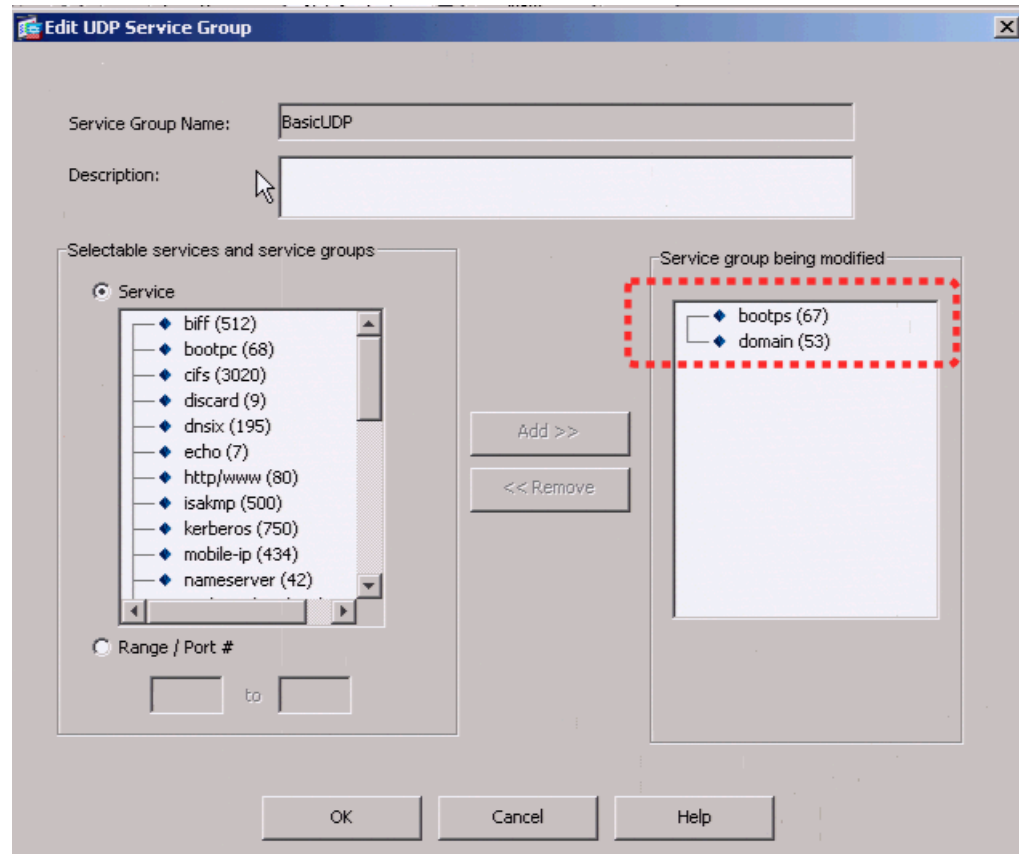 Edit UDP Service Group
Service Group Name:
BasicUDP
Description:
Selectable services and service groups
Service
biff (512)
bootpc (68)
cifs (3020)
discard (9)
dnsix (195)
echo (7)
http/www (80)
isakmp (500)
kerberos (750)
mobile-ip (434)
nameserver (42)
Range / Port #
to
Add >>
<< Remove
Service group being modified
bootps (67)
domain (53)
OK
Cancel
Help